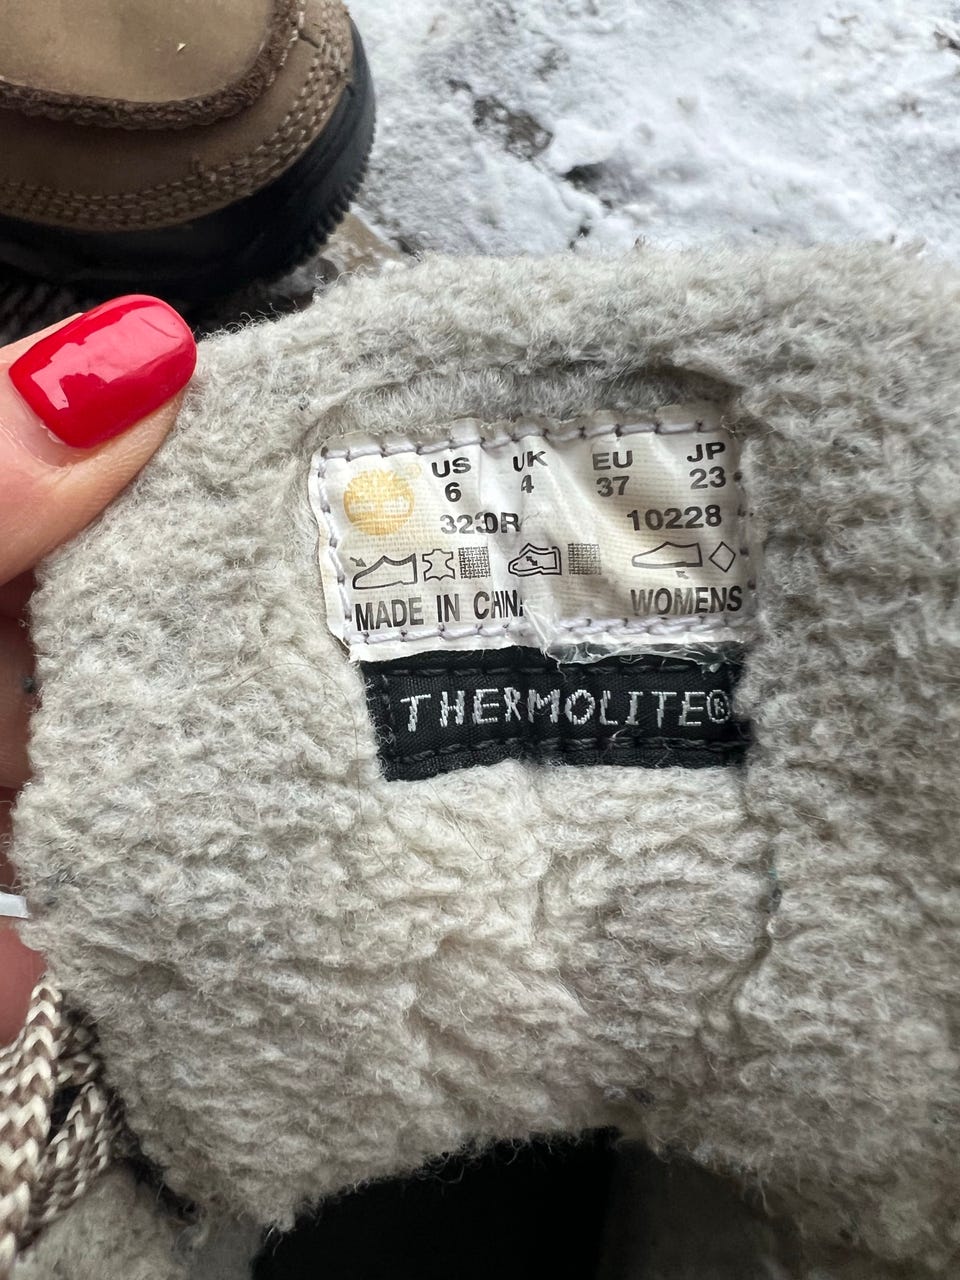 US UK EU JP
6 4 37 23
10228
MADE IN CHINA
WOMENS
THERMOLITE®